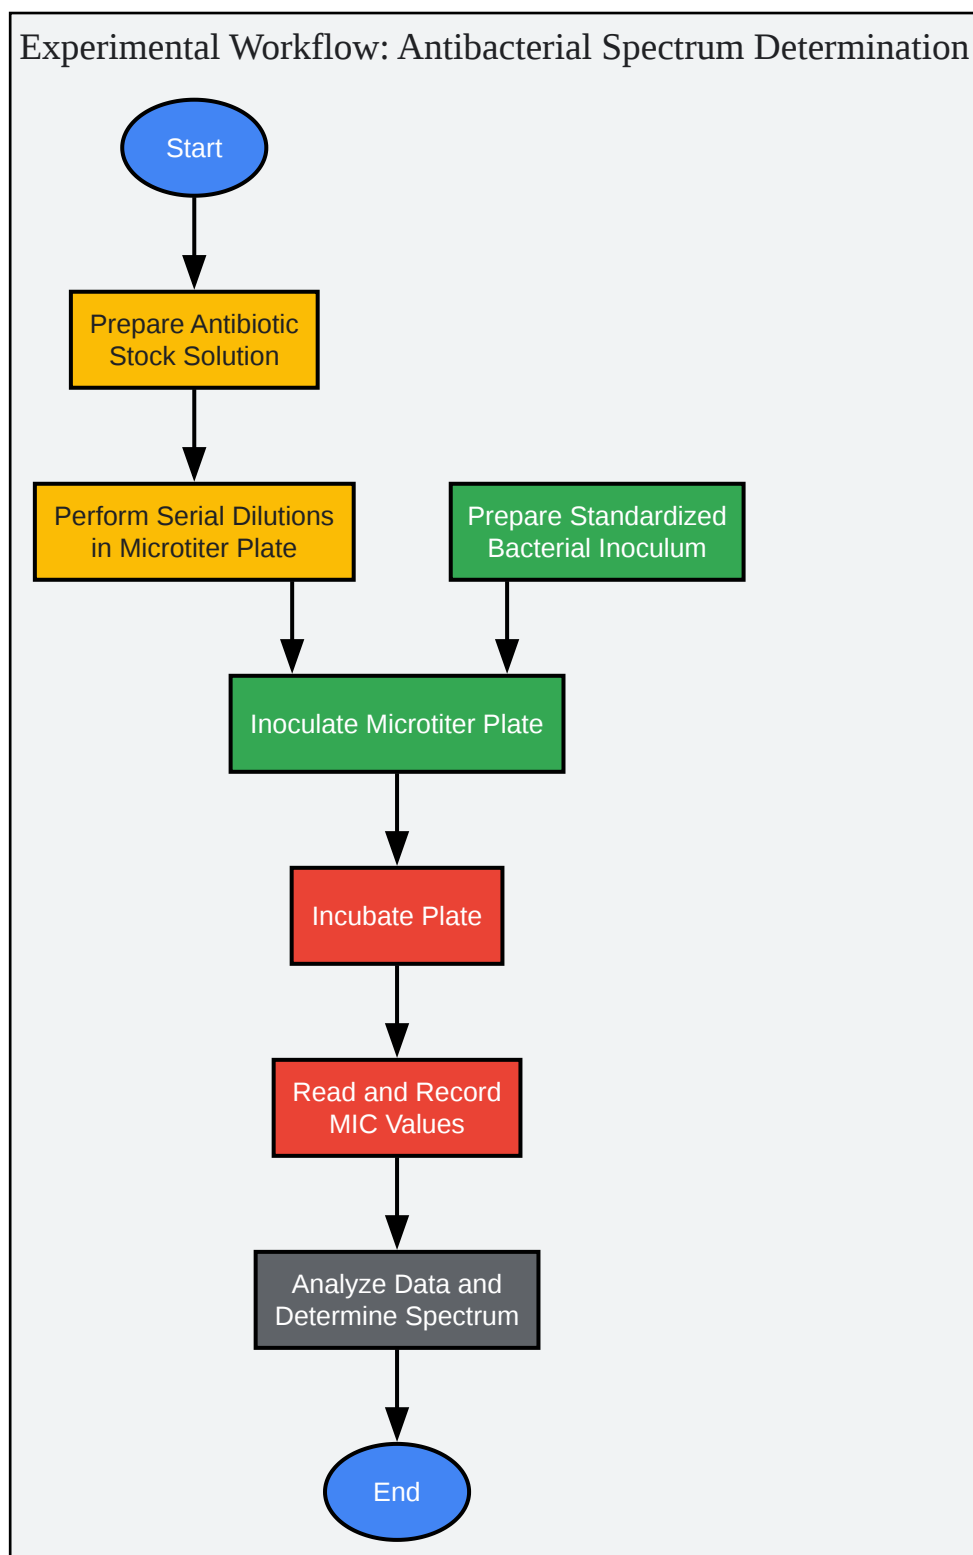 Experimental Workflow: Antibacterial Spectrum Determination
Start
Prepare Antibiotic
Stock Solution
Perform Serial Dilutions
in Microtiter Plate
Prepare Standardized
Bacterial Inoculum
Inoculate Microtiter Plate
Incubate Plate
Read and Record
MIC Values
Analyze Data and
Determine Spectrum
End